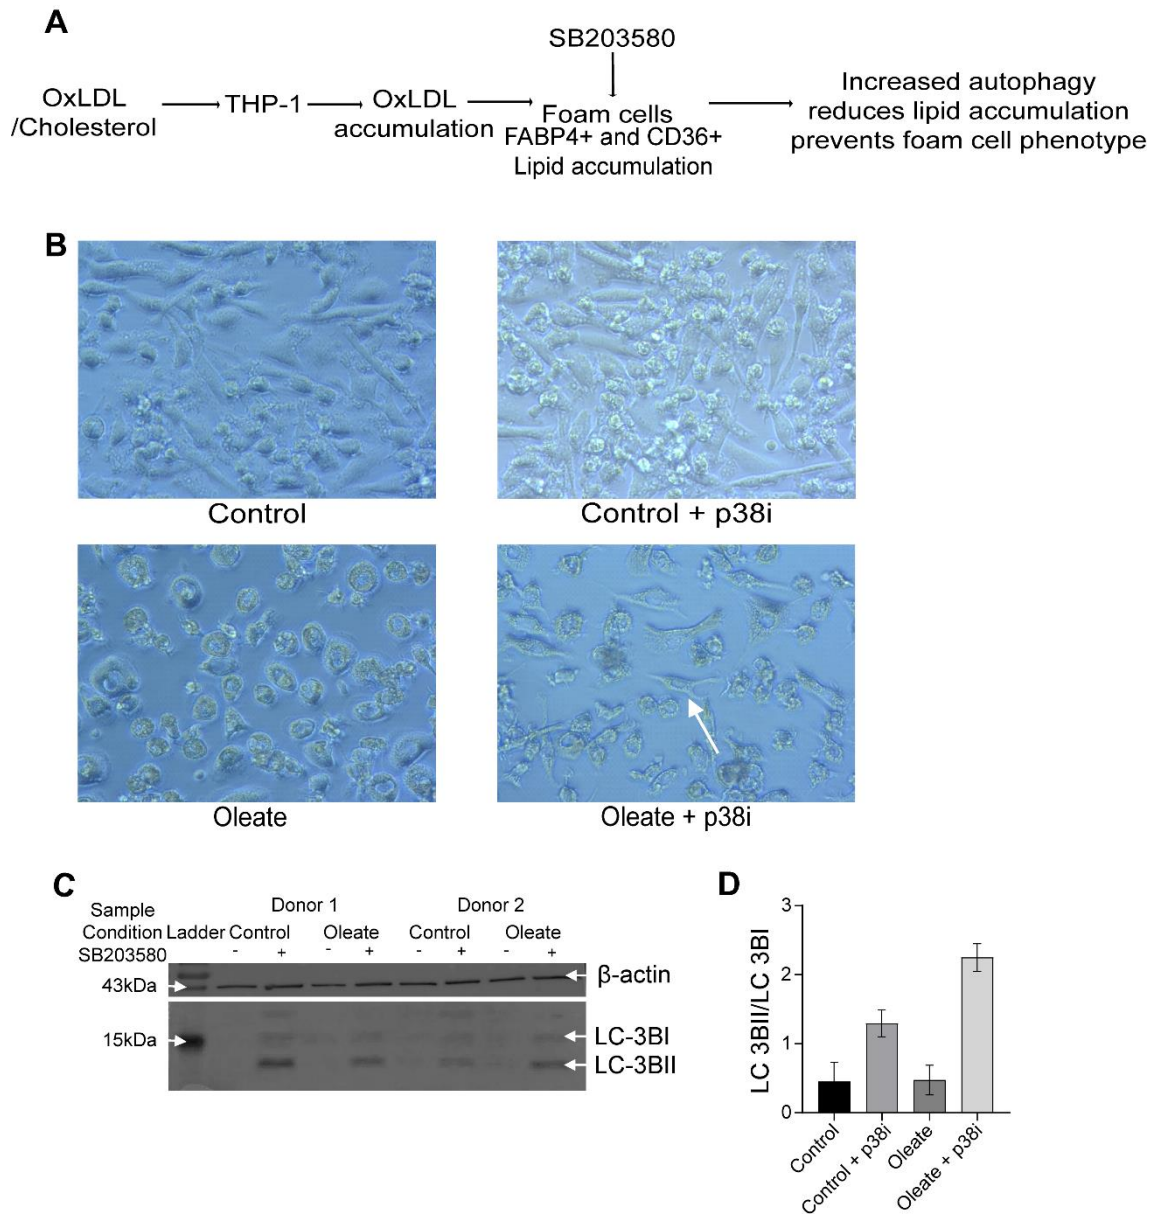 A
SB203580
OxLDL
/Cholesterol
THP-1
OxLDL
accumulation
Foam cells
FABP4+ and CD36+
Lipid accumulation
Increased autophagy
reduces lipid accumulation
prevents foam cell phenotype
B
Control
Control + p38i
Oleate
Oleate + p38i
C
Donor 1 Donor 2
Sample
Condition Ladder Control Oleate Control Oleate
SB203580 - + - + - + - +
β-actin
43kDa
15kDa
LC-3BI
LC-3BII
D
LC 3BII/LC 3BI
3
2
1
0
Control
Control + p38i
Oleate
Oleate + p38i